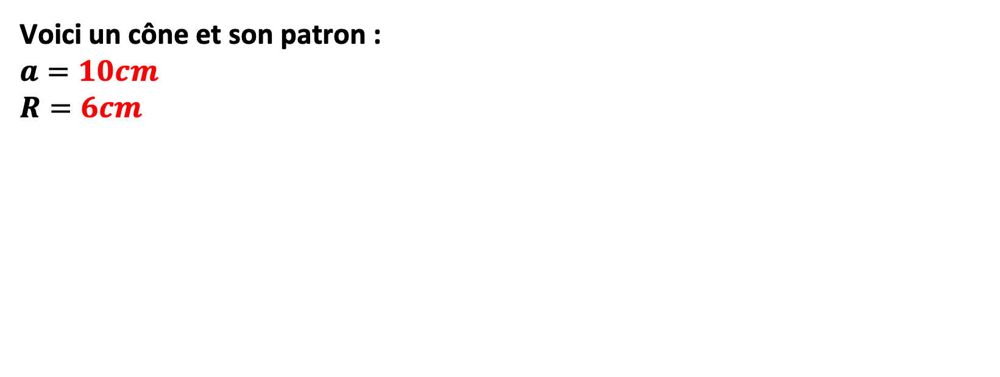 Voici un cône et son patron :
a = 10cm
R = 6cm